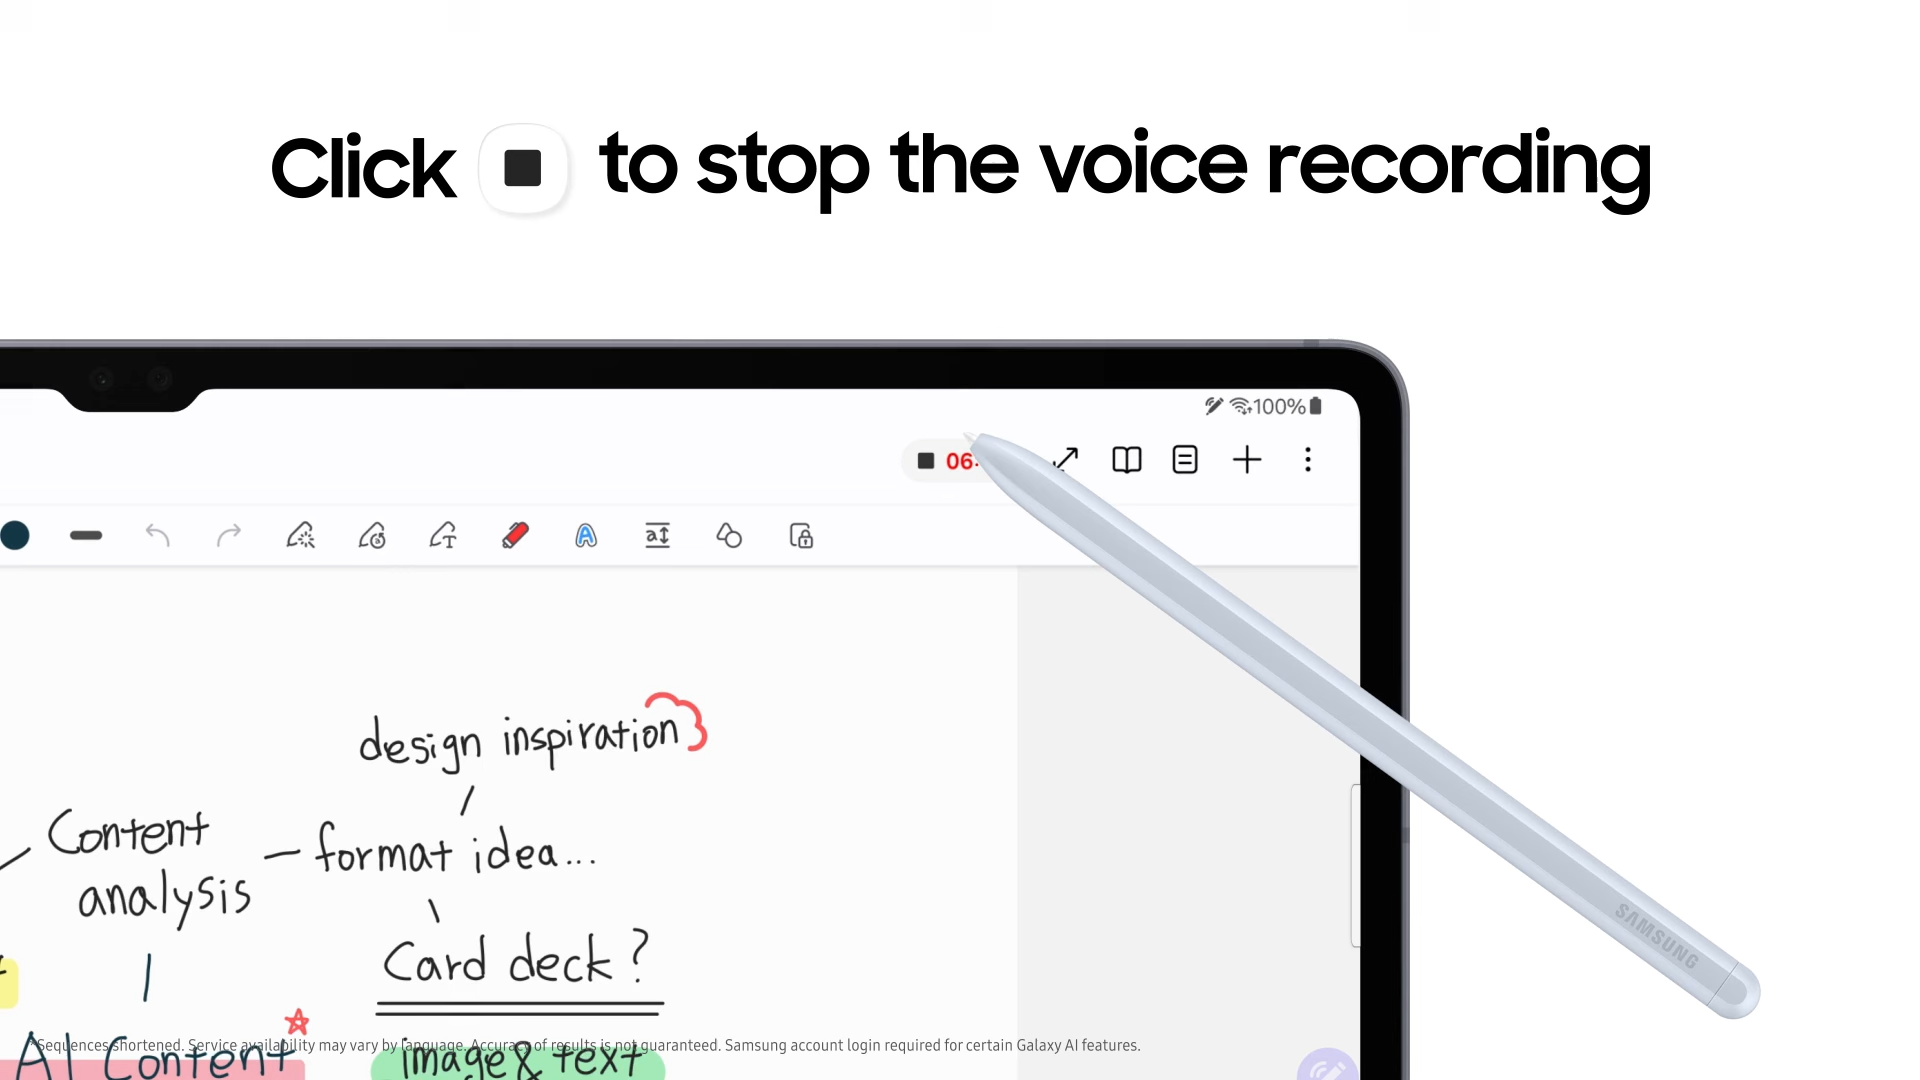 Click to stop the voice recording
100%
06:
T
A
a
design inspiration
Content
analysis
format idea...
Card deck?
AI Content
image & text
*Sequences shortened. Service availability may vary by language. Accuracy of results is not guaranteed. Samsung account login required for certain Galaxy AI features.
SAMSUNG